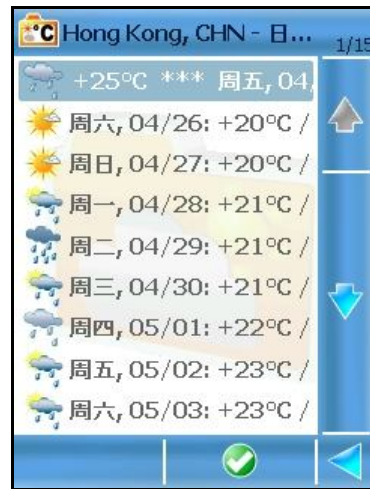 °C Hong Kong, CHN - 日... 1/15
+25°C *** 周五, 04,
周六, 04/26: +20°C /
周日, 04/27: +20°C /
周一, 04/28: +21°C /
周二, 04/29: +21°C /
周三, 04/30: +21°C /
周四, 05/01: +22°C /
周五, 05/02: +23°C /
周六, 05/03: +23°C /